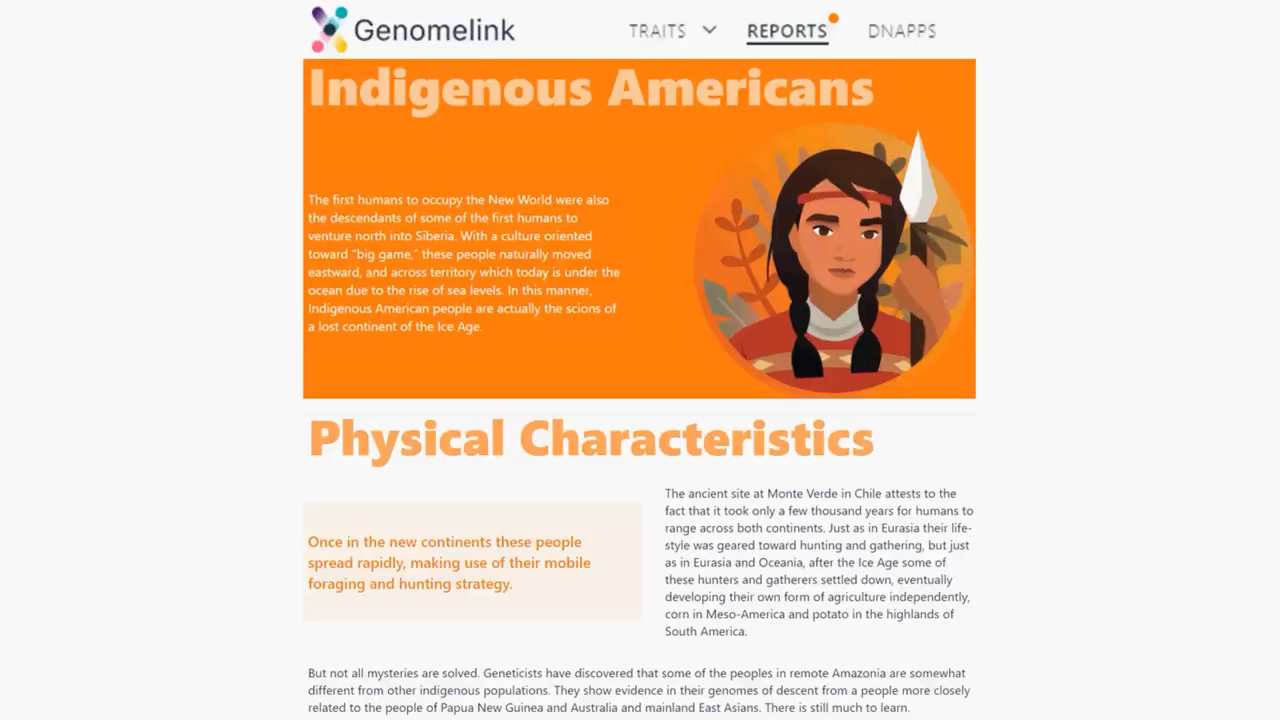 Genomelink
TRAITS
REPORTS
DNAPPS
Indigenous Americans
The first humans to occupy the New World were also
the descendants of some of the first humans to
venture north into Siberia. With a culture oriented
toward “big game,” these people naturally moved
eastward, and across territory which today is under the
ocean due to the rise of sea levels. In this manner,
Indigenous American people are actually the scions of
a lost continent of the Ice Age.
Physical Characteristics
Once in the new continents these people
spread rapidly, making use of their mobile
foraging and hunting strategy.
The ancient site at Monte Verde in Chile attests to the
fact that it took only a few thousand years for humans to
range across both continents. Just as in Eurasia their life-
style was geared toward hunting and gathering, but just
as in Eurasia and Oceania, after the Ice Age some of
these hunters and gatherers settled down, eventually
developing their own form of agriculture independently,
corn in Meso-America and potato in the highlands of
South America.
But not all mysteries are solved. Geneticists have discovered that some of the peoples in remote Amazonia are somewhat
different from other indigenous populations. They show evidence in their genomes of descent from a people more closely
related to the people of Papua New Guinea and Australia and mainland East Asians. There is still much to learn.